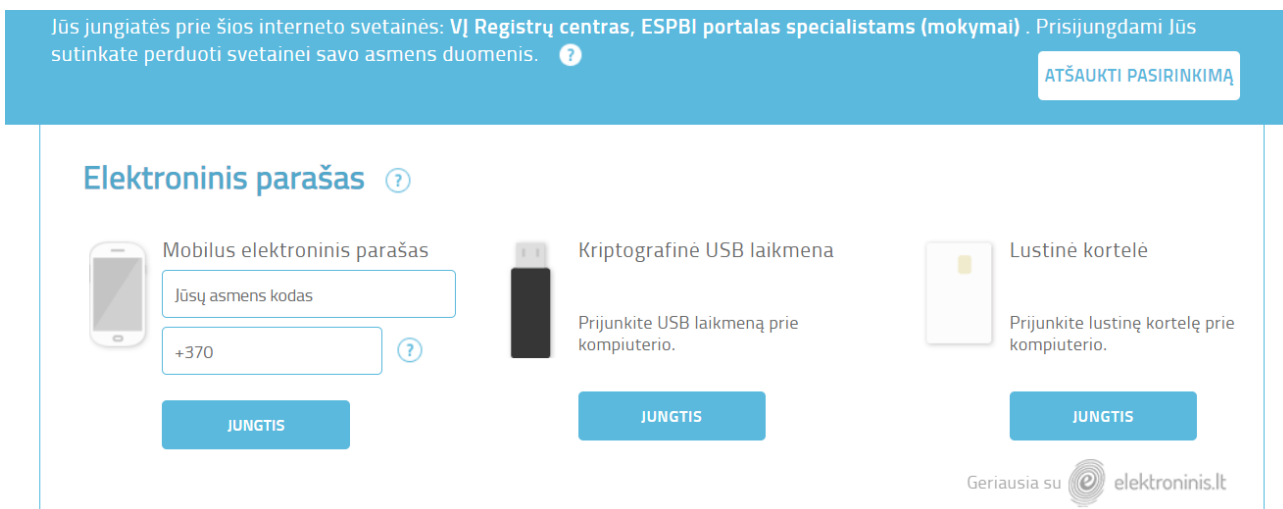 Jūs jungiatės prie šios interneto svetainės: VĮ Registrų centras, ESPBI portalas specialistams (mokymai) . Prisijungdami Jūs
sutinkate perduoti svetainei savo asmens duomenis. ?
ATŠAUKTI PASIRINKIMĄ
Elektroninis parašas ?
Mobilus elektroninis parašas
Jūsų asmens kodas
+370 ?
JUNGTIS
Kriptografinė USB laikmena
Prijunkite USB laikmeną prie
kompiuterio.
JUNGTIS
Lustinė kortelė
Prijunkite lustinę kortelę prie
kompiuterio.
JUNGTIS
Geriausia su e elektroninis.lt